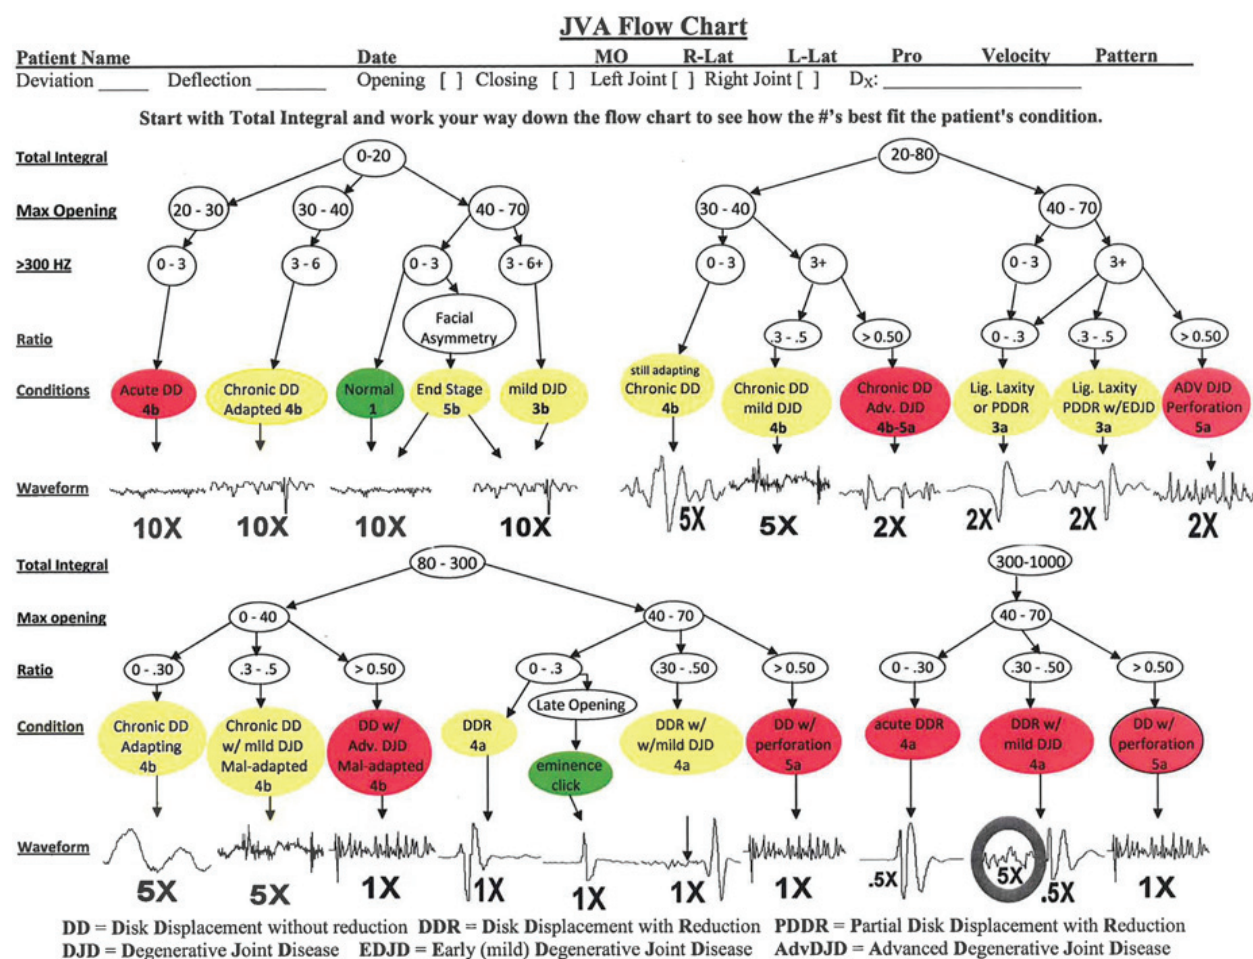 JVA Flow Chart
Patient Name Date MO R-Lat L-Lat Pro Velocity Pattern
Deviation _____ Deflection _______ Opening [ ] Closing [ ] Left Joint [ ] Right Joint [ ] Dx: ____________________
Start with Total Integral and work your way down the flow chart to see how the #'s best fit the patient's condition.
Total Integral 0-20 20-80
Max Opening 20 - 30 30 - 40 40 - 70 30 - 40 40 - 70
>300 HZ 0 - 3 3 - 6 0 - 3 3 - 6+ 0 - 3 3+ 0 - 3 3+
Facial
Asymmetry
Ratio .3 - .5 > 0.50 0 - .3 .3 - .5 > 0.50
Conditions
Acute DD
4b
Chronic DD
Adapted 4b
Normal
1
End Stage
5b
mild DJD
3b
still adapting
Chronic DD
4b
Chronic DD
mild DJD
4b
Chronic DD
Adv. DJD
4b-5a
Lig. Laxity
or PDDR
3a
Lig. Laxity
PDDR w/EDJD
3a
ADV DJD
Perforation
5a
Waveform
10X 10X 10X 10X 5X 5X 2X 2X 2X 2X
Total Integral 80 - 300 300-1000
Max opening 0 - 40 40 - 70 40 - 70
Ratio 0 - .30 .3 - .5 > 0.50 0 - .3 .30 - .50 > 0.50 0 - .30 .30 - .50 > 0.50
Late Opening
Condition
Chronic DD
Adapting
4b
Chronic DD
w/ mild DJD
Mal-adapted
4b
DD w/
Adv. DJD
Mal-adapted
4b
DDR
4a
eminence
click
DDR w/
w/mild DJD
4a
DD w/
perforation
5a
acute DDR
4a
DDR w/
mild DJD
4a
DD w/
perforation
5a
Waveform
5X 5X 1X 1X 1X 1X 1X .5X 5X .5X 1X
DD = Disk Displacement without reduction DDR = Disk Displacement with Reduction PDDR = Partial Disk Displacement with Reduction
DJD = Degenerative Joint Disease EDJD = Early (mild) Degenerative Joint Disease AdvDJD = Advanced Degenerative Joint Disease